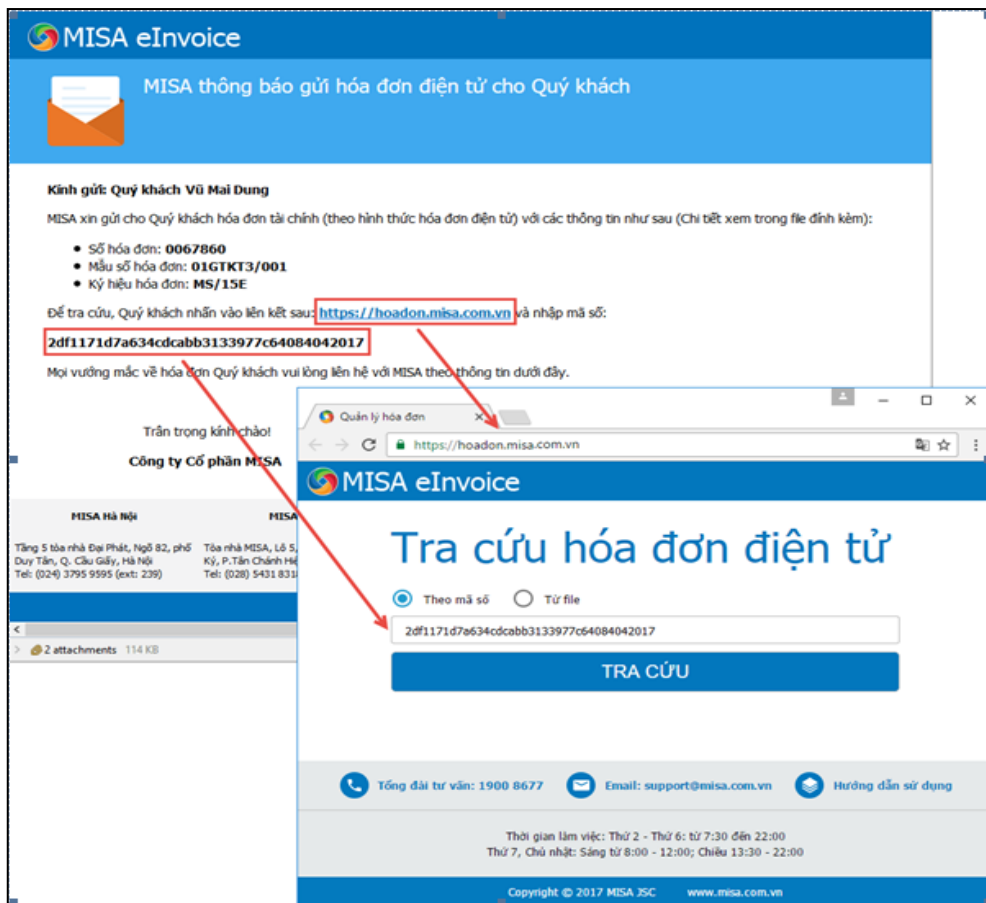 MISA eInvoice
MISA thông báo gửi hóa đơn điện tử cho Quý khách
Kính gửi: Quý khách Vũ Mai Dung
MISA xin gửi cho Quý khách hóa đơn tài chính (theo hình thức hóa đơn điện tử) với các thông tin như sau (Chi tiết xem trong file đính kèm):
• Số hóa đơn: 0067860
• Mẫu số hóa đơn: 01GTKT3/001
• Ký hiệu hóa đơn: MS/15E
Để tra cứu, Quý khách nhấn vào liên kết sau: https://hoadon.misa.com.vn và nhập mã số:
2df1171d7a634cdcabb3133977c64084042017
Mọi vướng mắc về hóa đơn Quý khách vui lòng liên hệ với MISA theo thông tin dưới đây.
Trân trọng kính chào!
Công ty Cổ phần MISA
MISA Hà Nội
Tầng 5 tòa nhà Đại Phát, Ngõ 82, phố
Duy Tân, Q. Cầu Giấy, Hà Nội
Tel: (024) 3795 9595 (ext: 239)
MISA
Tòa nhà MISA, Lô 5,
Ký, P.Tân Chánh Hiệ
Tel: (028) 5431 831
2 attachments 114 KB
Quản lý hóa đơn
https://hoadon.misa.com.vn
MISA eInvoice
Tra cứu hóa đơn điện tử
Theo mã số Từ file
2df1171d7a634cdcabb3133977c64084042017
TRA CỨU
Tổng đài tư vấn: 1900 8677 Email: support@misa.com.vn Hướng dẫn sử dụng
Thời gian làm việc: Thứ 2 - Thứ 6: từ 7:30 đến 22:00
Thứ 7, Chủ nhật: Sáng từ 8:00 - 12:00; Chiều 13:30 - 22:00
Copyright © 2017 MISA JSC www.misa.com.vn